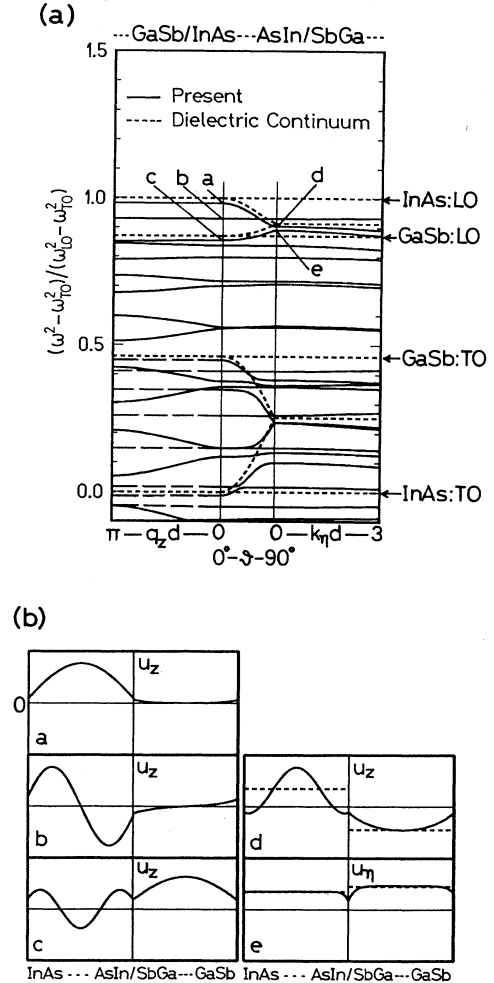 (a)
---GaSb/InAs---AsIn/SbGa---
1.5
— Present
---- Dielectric Continuum
c b a d
1.0
InAs:LO
GaSb:LO
e
(ω²-ω²TO)/(ω²LO-ω²TO)
0.5
GaSb:TO
0.0
InAs:TO
π—qzd—0 0—kηd—3
0°-ϑ-90°
(b)
uz
0
a
uz
b
uz
d
uz
c
uη
e
InAs --- AsIn/SbGa---GaSb
InAs ---- AsIn/SbGa---GaSb